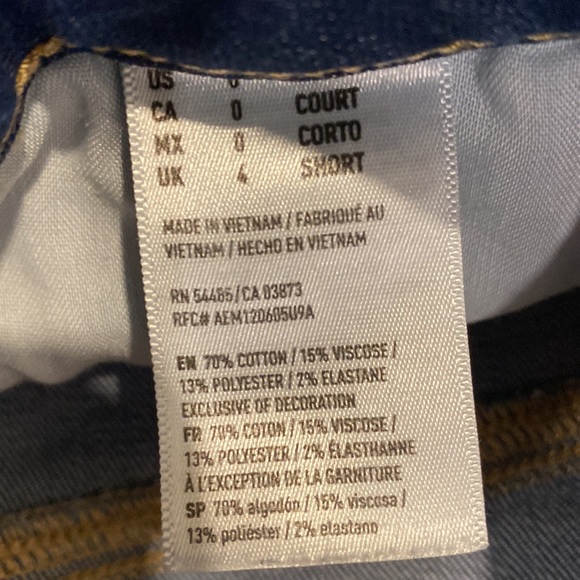 US 0
CA 0 COURT
MX 0 CORTO
UK 4 SHORT
MADE IN VIETNAM / FABRIQUÉ AU
VIETNAM / HECHO EN VIETNAM
RN 54485/CA 03873
RFC# AEM120605U9A
EN 70% COTTON / 15% VISCOSE /
13% POLYESTER / 2% ELASTANE
EXCLUSIVE OF DECORATION
FR 70% COTON / 15% VISCOSE /
13% POLYESTER / 2% ÉLASTHANNE
À L'EXCEPTION DE LA GARNITURE
SP 70% algodón / 15% viscosa /
13% poliéster / 2% elastano